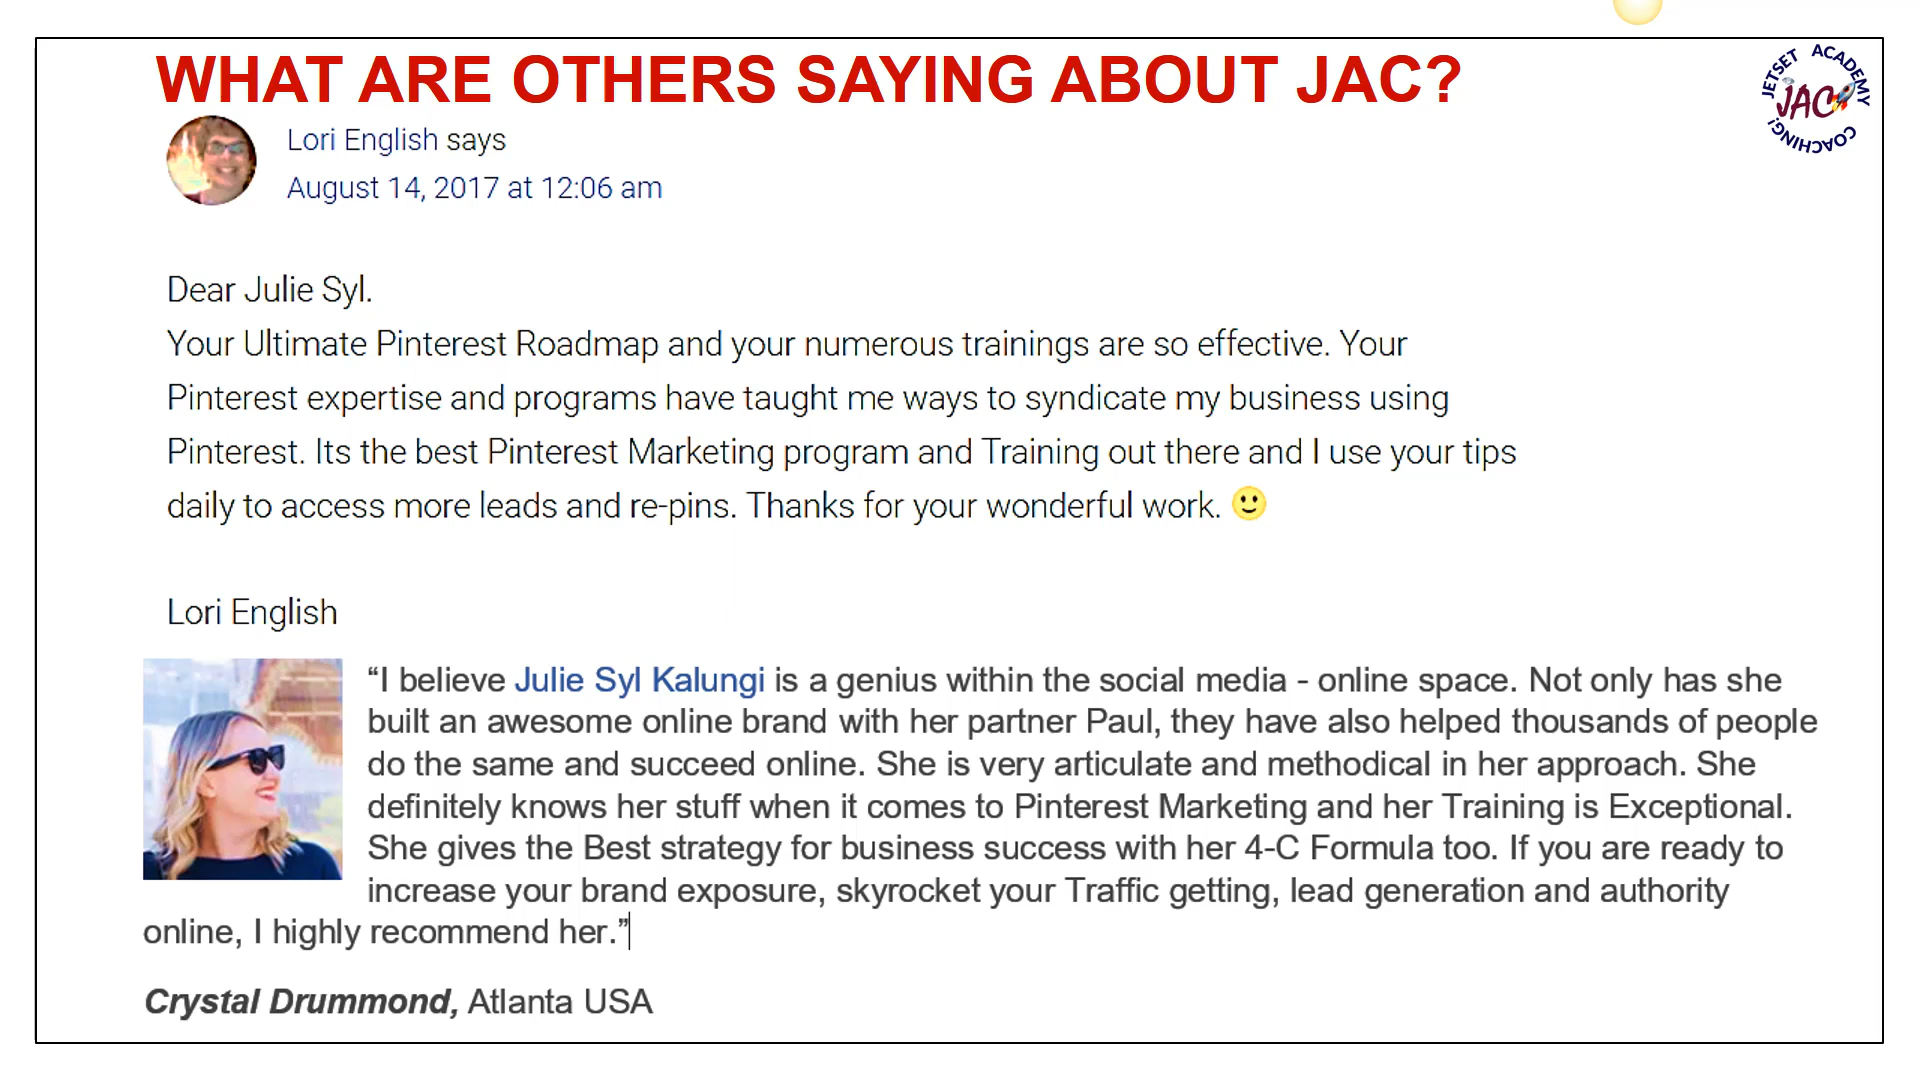 WHAT ARE OTHERS SAYING ABOUT JAC?
JETSET ACADEMY
JAC
COACHING!
Lori English says
August 14, 2017 at 12:06 am
Dear Julie Syl.
Your Ultimate Pinterest Roadmap and your numerous trainings are so effective. Your
Pinterest expertise and programs have taught me ways to syndicate my business using
Pinterest. Its the best Pinterest Marketing program and Training out there and I use your tips
daily to access more leads and re-pins. Thanks for your wonderful work. 🙂
Lori English
“I believe Julie Syl Kalungi is a genius within the social media - online space. Not only has she
built an awesome online brand with her partner Paul, they have also helped thousands of people
do the same and succeed online. She is very articulate and methodical in her approach. She
definitely knows her stuff when it comes to Pinterest Marketing and her Training is Exceptional.
She gives the Best strategy for business success with her 4-C Formula too. If you are ready to
increase your brand exposure, skyrocket your Traffic getting, lead generation and authority
online, I highly recommend her.”
Crystal Drummond, Atlanta USA